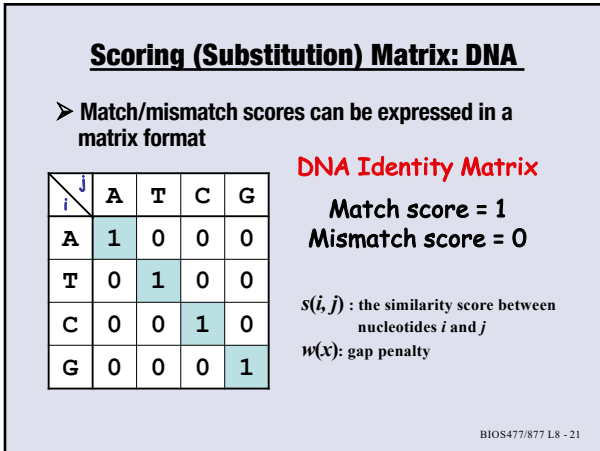 Scoring (Substitution) Matrix: DNA
➢ Match/mismatch scores can be expressed in a
matrix format
DNA Identity Matrix
Match score = 1
Mismatch score = 0
i j A T C G
A 1 0 0 0
T 0 1 0 0
C 0 0 1 0
G 0 0 0 1
s(i, j) : the similarity score between
nucleotides i and j
w(x): gap penalty
BIOS477/877 L8 - 21